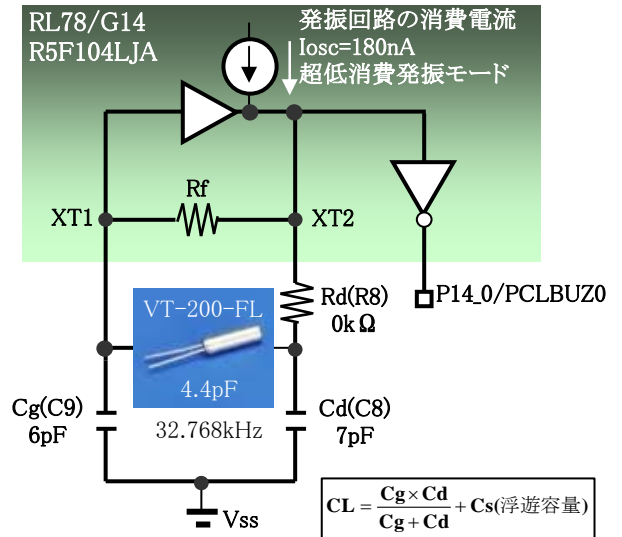 RL78/G14
R5F104LJA
発振回路の消費電流
Iosc=180nA
超低消費発振モード
Rf
XT1
XT2
P14_0/PCLBUZ0
Rd(R8)
0kΩ
VT-200-FL
4.4pF
32.768kHz
Cg(C9)
6pF
Cd(C8)
7pF
Vss
CL = Cg×Cd / Cg+Cd + Cs(浮遊容量)